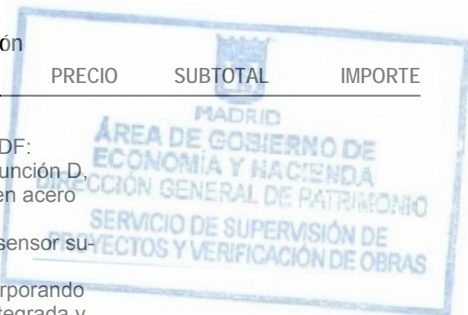 ón
PRECIO SUBTOTAL IMPORTE
MADRID
ÁREA DE GOBIERNO DE
ECONOMÍA Y HACIENDA
DIRECCIÓN GENERAL DE PATRIMONIO
SERVICIO DE SUPERVISIÓN DE
PROYECTOS Y VERIFICACIÓN DE OBRAS
DF:
unción D,
en acero
sensor su-
rporando
tegrada y